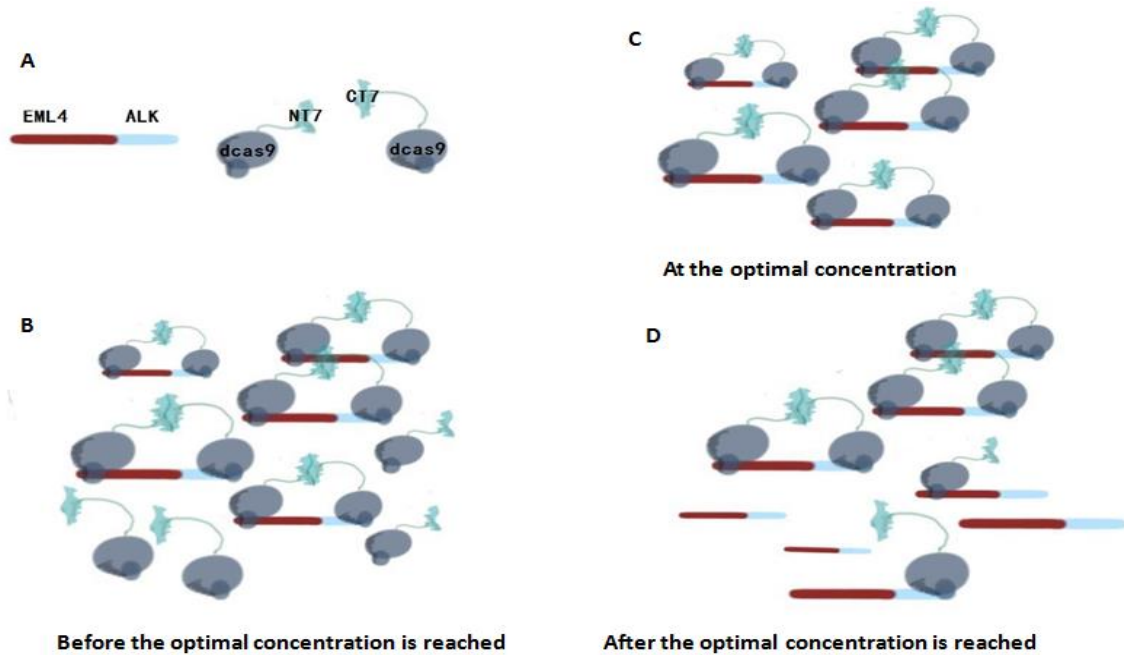 A
EML4 ALK
NT7
CT7
dcas9
dcas9
B
Before the optimal concentration is reached
C
At the optimal concentration
D
After the optimal concentration is reached